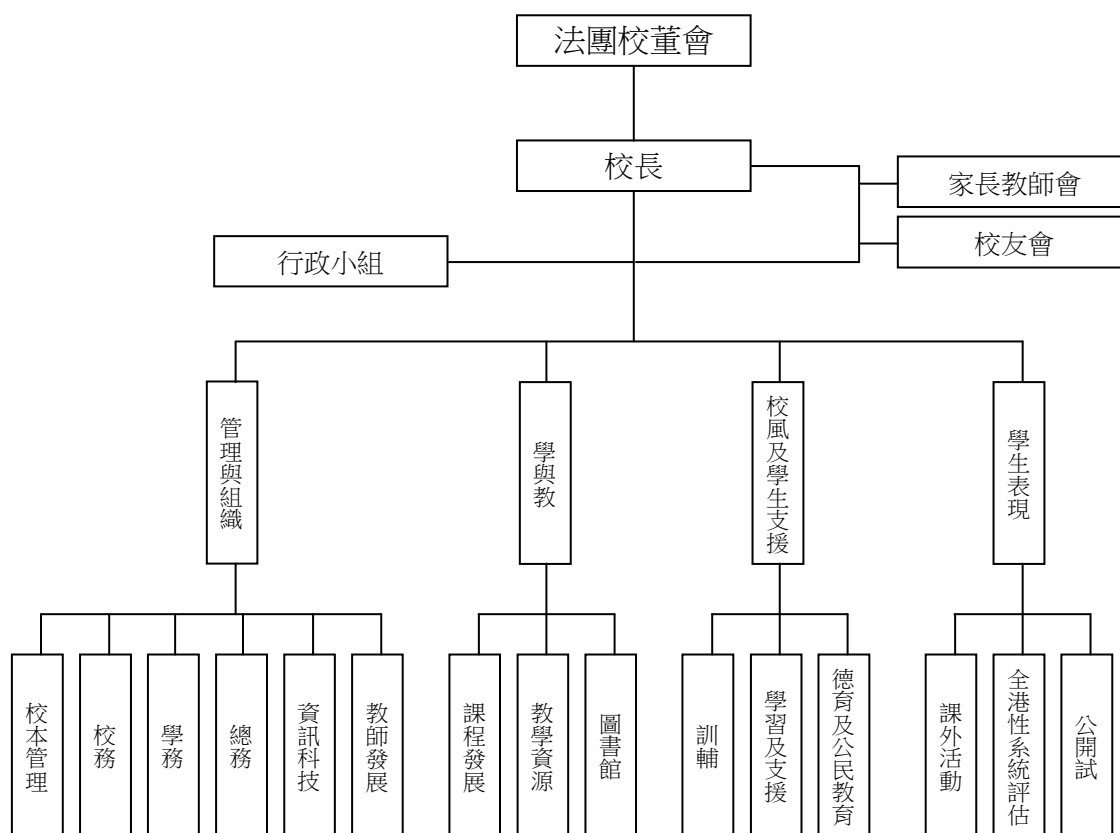 法團校董會
校長
家長教師會
校友會
行政小組
管理與組織
學與教
校風及學生支援
學生表現
校本管理
校務
學務
總務
資訊科技
教師發展
課程發展
教學資源
圖書館
訓輔
學習及支援
德育及公民教育
課外活動
全港性系統評估
公開試